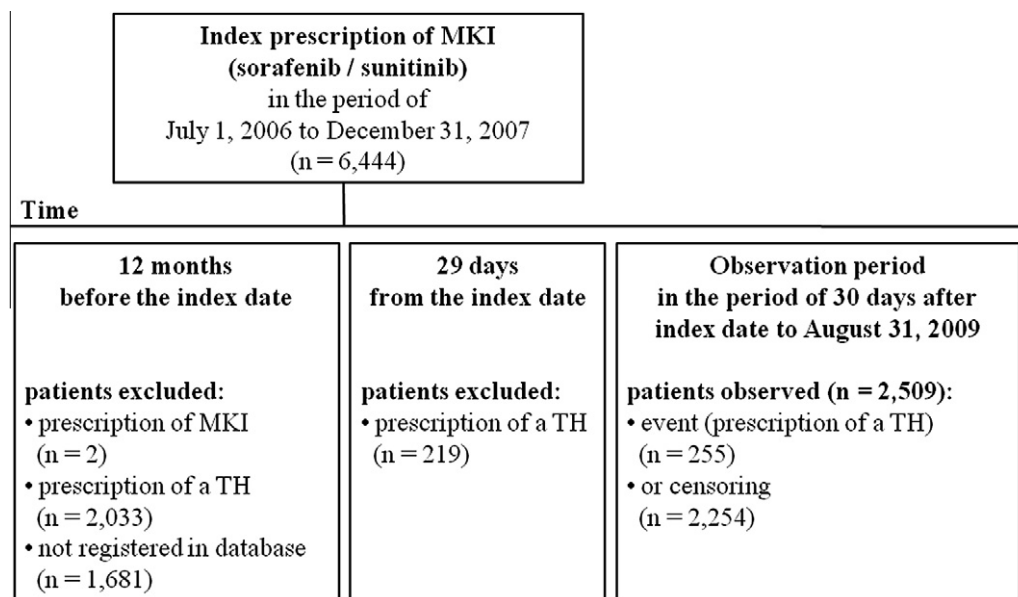 Index prescription of MKI
(sorafenib / sunitinib)
in the period of
July 1, 2006 to December 31, 2007
(n = 6,444)
Time
12 months
before the index date
patients excluded:
• prescription of MKI
(n = 2)
• prescription of a TH
(n = 2,033)
• not registered in database
(n = 1,681)
29 days
from the index date
patients excluded:
• prescription of a TH
(n = 219)
Observation period
in the period of 30 days after
index date to August 31, 2009
patients observed (n = 2,509):
• event (prescription of a TH)
(n = 255)
• or censoring
(n = 2,254)